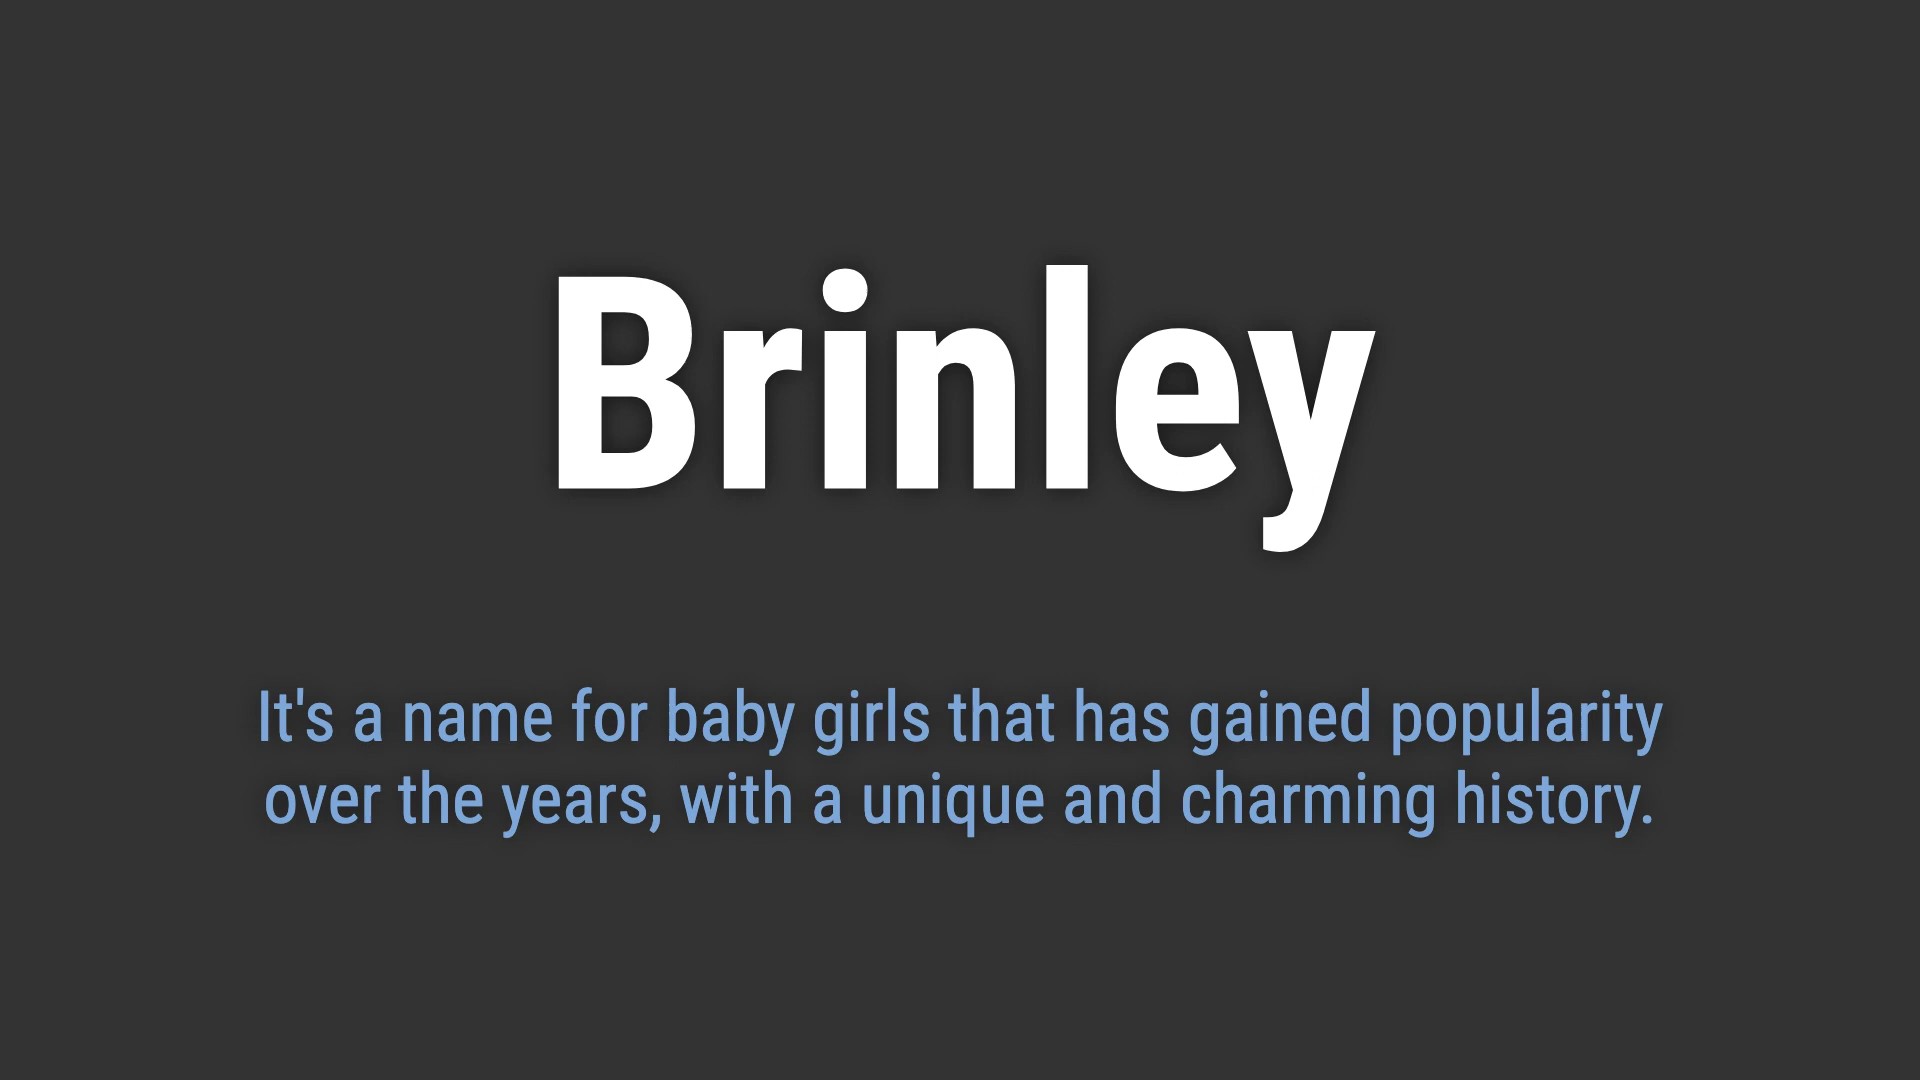 Brinley
It's a name for baby girls that has gained popularity
over the years, with a unique and charming history.